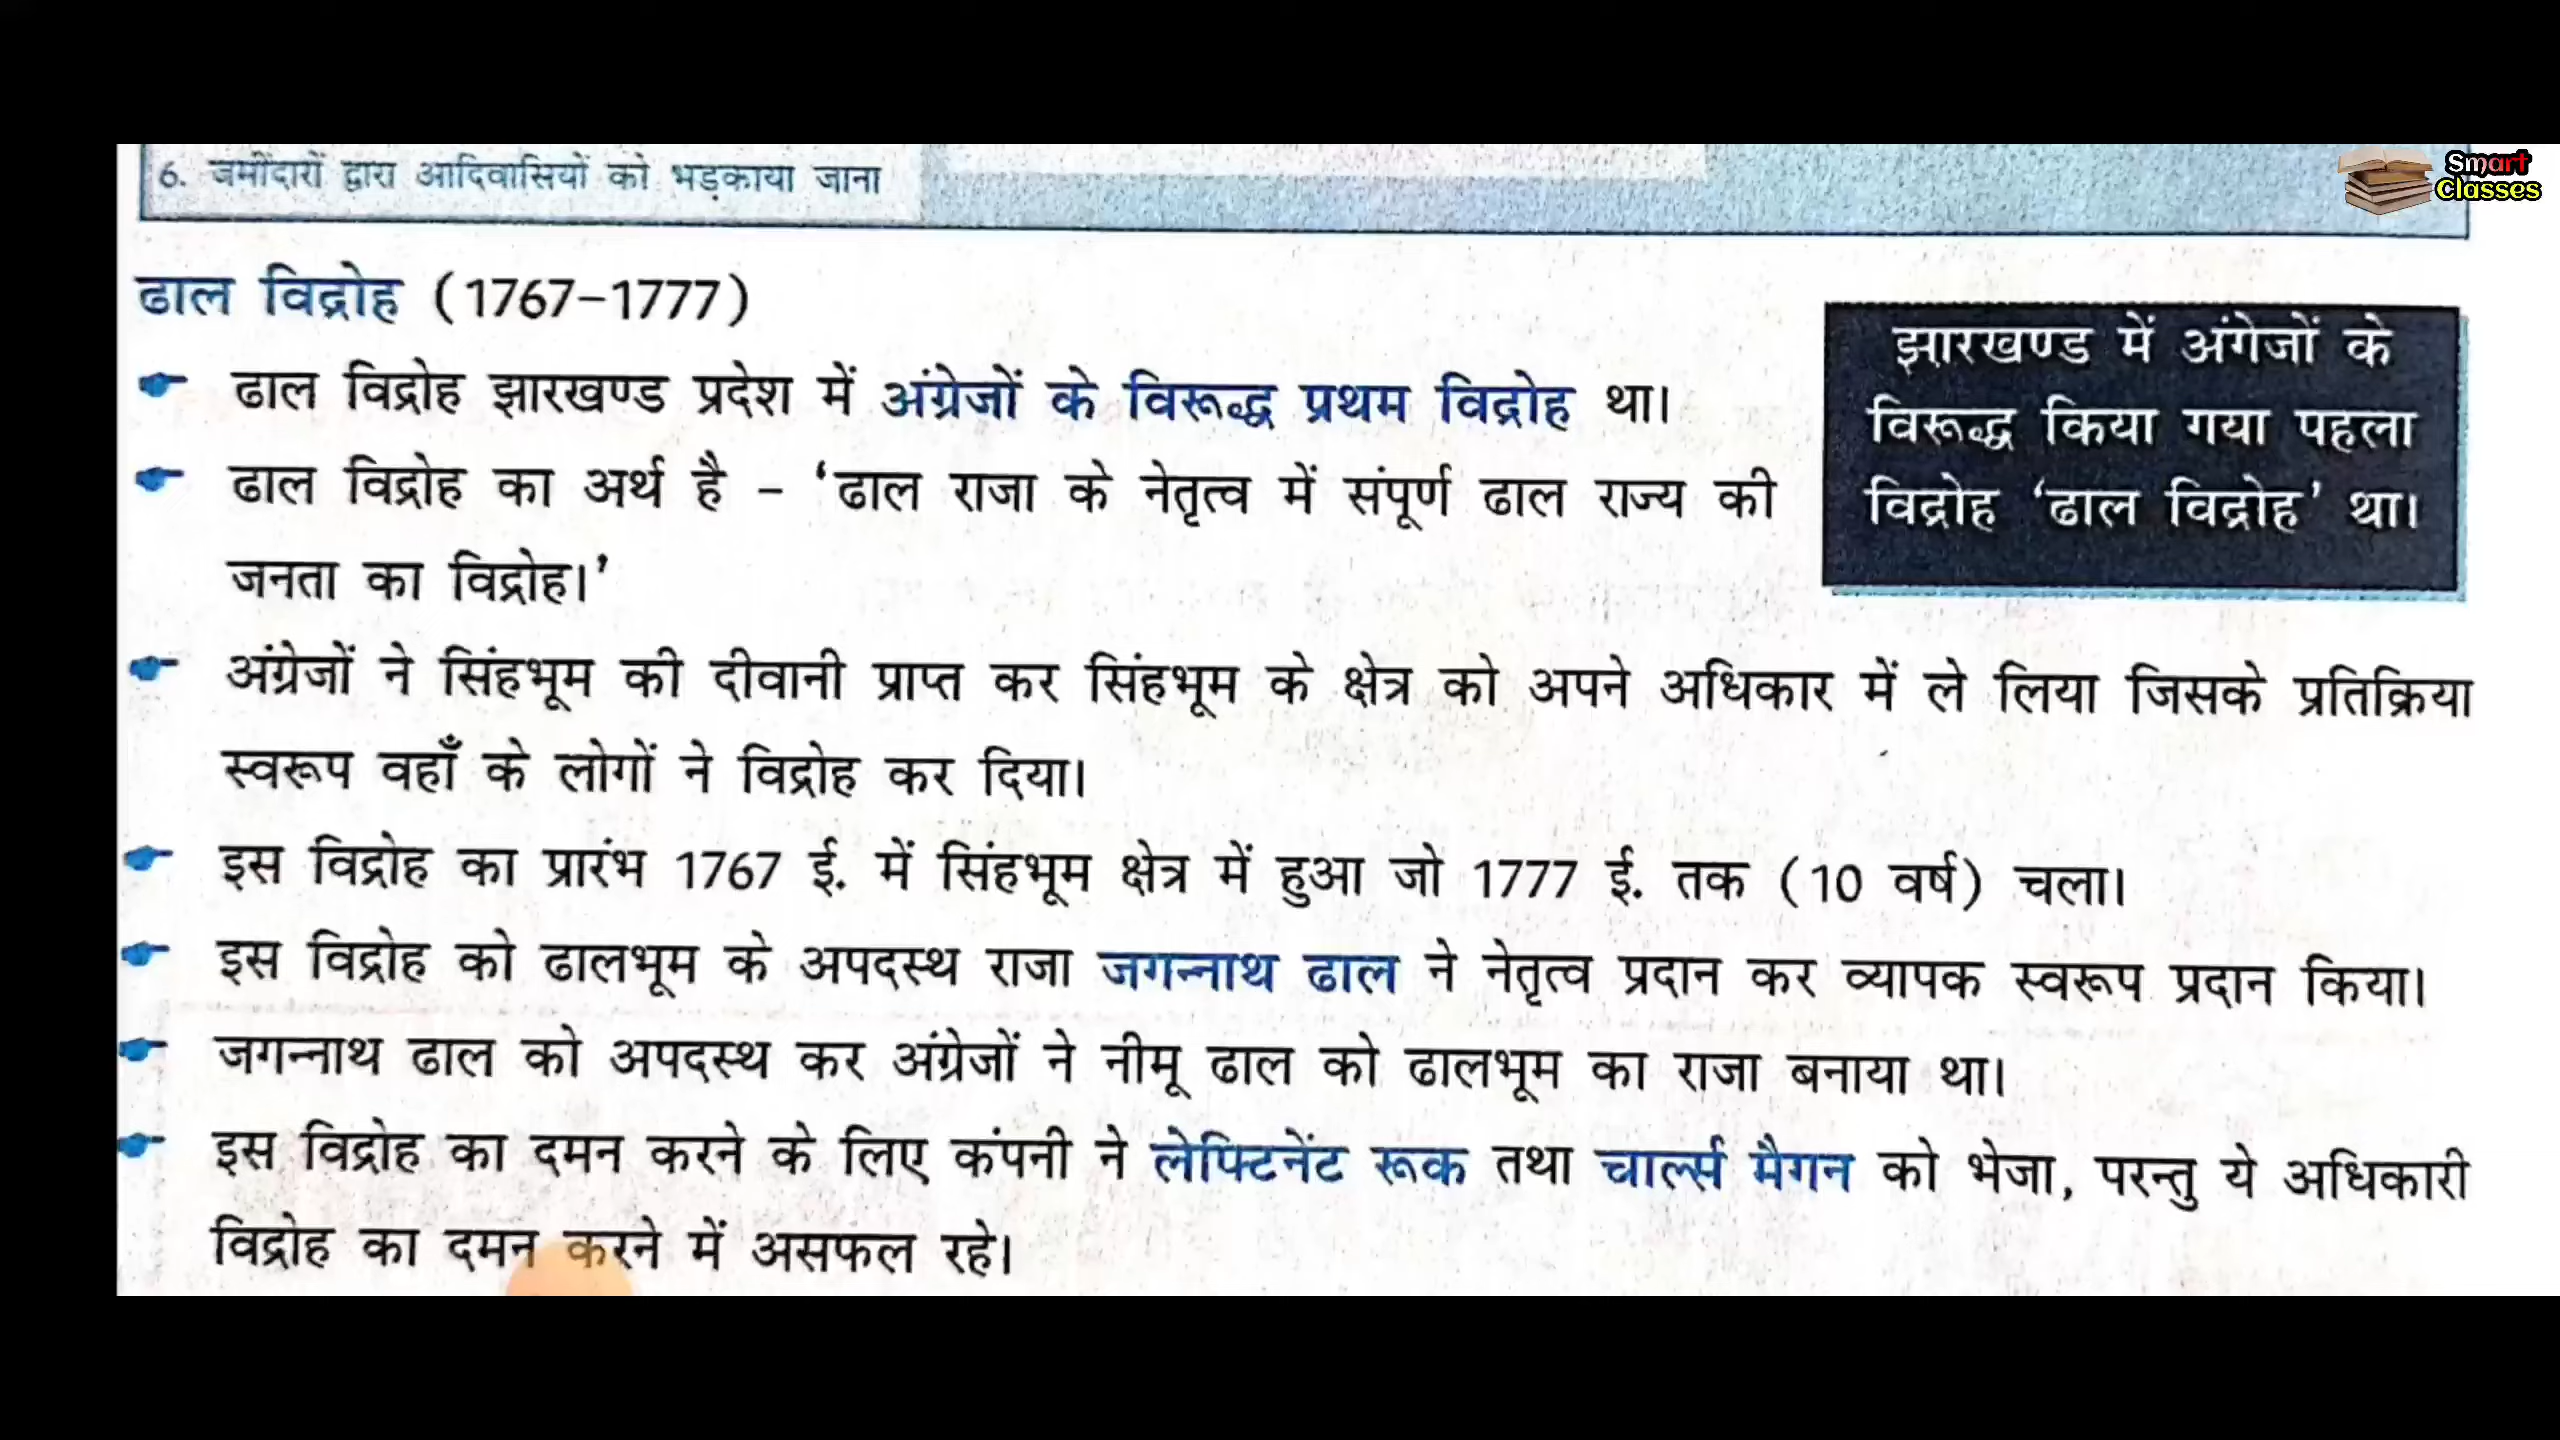 6. जमींदारों द्वारा आदिवासियों को भड़काया जाना
Smart
Classes
ढाल विद्रोह (1767–1777)
ढाल विद्रोह झारखण्ड प्रदेश में अंग्रेजों के विरूद्ध प्रथम विद्रोह था।
ढाल विद्रोह का अर्थ है – ‘ढाल राजा के नेतृत्व में संपूर्ण ढाल राज्य की
जनता का विद्रोह।’
झारखण्ड में अंगेजों के
विरूद्ध किया गया पहला
विद्रोह ‘ढाल विद्रोह’ था।
अंग्रेजों ने सिंहभूम की दीवानी प्राप्त कर सिंहभूम के क्षेत्र को अपने अधिकार में ले लिया जिसके प्रतिक्रिया
स्वरूप वहाँ के लोगों ने विद्रोह कर दिया।
इस विद्रोह का प्रारंभ 1767 ई. में सिंहभूम क्षेत्र में हुआ जो 1777 ई. तक (10 वर्ष) चला।
इस विद्रोह को ढालभूम के अपदस्थ राजा जगन्नाथ ढाल ने नेतृत्व प्रदान कर व्यापक स्वरूप प्रदान किया।
जगन्नाथ ढाल को अपदस्थ कर अंग्रेजों ने नीमू ढाल को ढालभूम का राजा बनाया था।
इस विद्रोह का दमन करने के लिए कंपनी ने लेफ्टिनेंट रूक तथा चार्ल्स मैगन को भेजा, परन्तु ये अधिकारी
विद्रोह का दमन करने में असफल रहे।